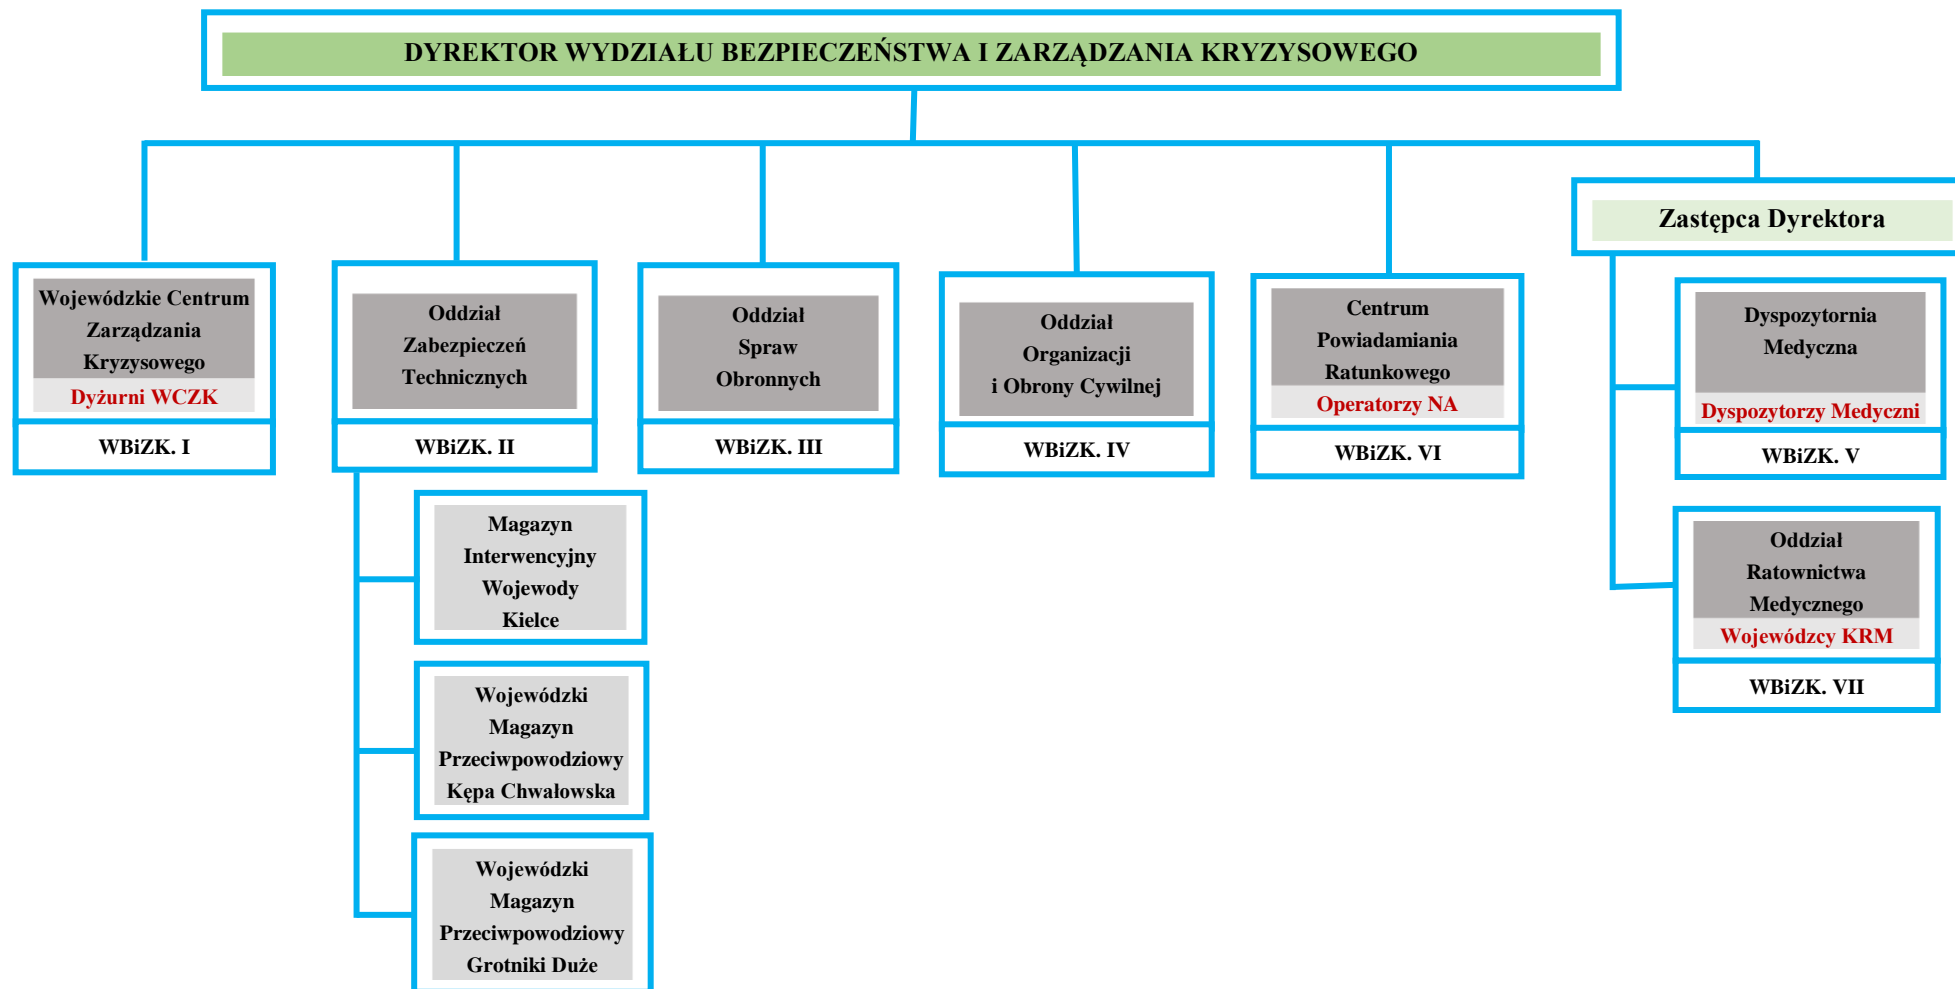 DYREKTOR WYDZIAŁU BEZPIECZEŃSTWA I ZARZĄDZANIA KRYZYSOWEGO
Zastępca Dyrektora
Wojewódzkie Centrum
Zarządzania
Kryzysowego
Dyżurni WCZK
WBiZK. I
Oddział
Zabezpieczeń
Technicznych
WBiZK. II
Oddział
Spraw
Obronnych
WBiZK. III
Oddział
Organizacji
i Obrony Cywilnej
WBiZK. IV
Centrum
Powiadamiania
Ratunkowego
Operatorzy NA
WBiZK. VI
Dyspozytornia
Medyczna
Dyspozytorzy Medyczni
WBiZK. V
Magazyn
Interwencyjny
Wojewody
Kielce
Wojewódzki
Magazyn
Przeciwpowodziowy
Kępa Chwałowska
Wojewódzki
Magazyn
Przeciwpowodziowy
Grotniki Duże
Oddział
Ratownictwa
Medycznego
Wojewódzcy KRM
WBiZK. VII